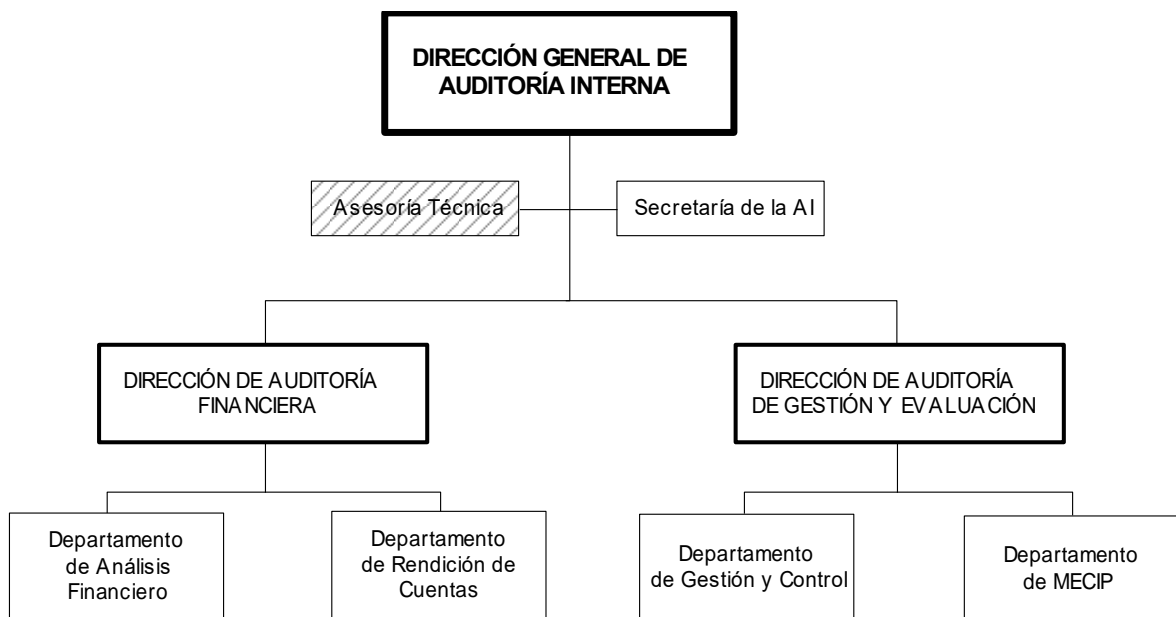 DIRECCIÓN GENERAL DE
AUDITORÍA INTERNA
Asesoría Técnica
Secretaría de la AI
DIRECCIÓN DE AUDITORÍA
FINANCIERA
DIRECCIÓN DE AUDITORÍA
DE GESTIÓN Y EVALUACIÓN
Departamento
de Análisis
Financiero
Departamento
de Rendición de
Cuentas
Departamento
de Gestión y Control
Departamento
de MECIP